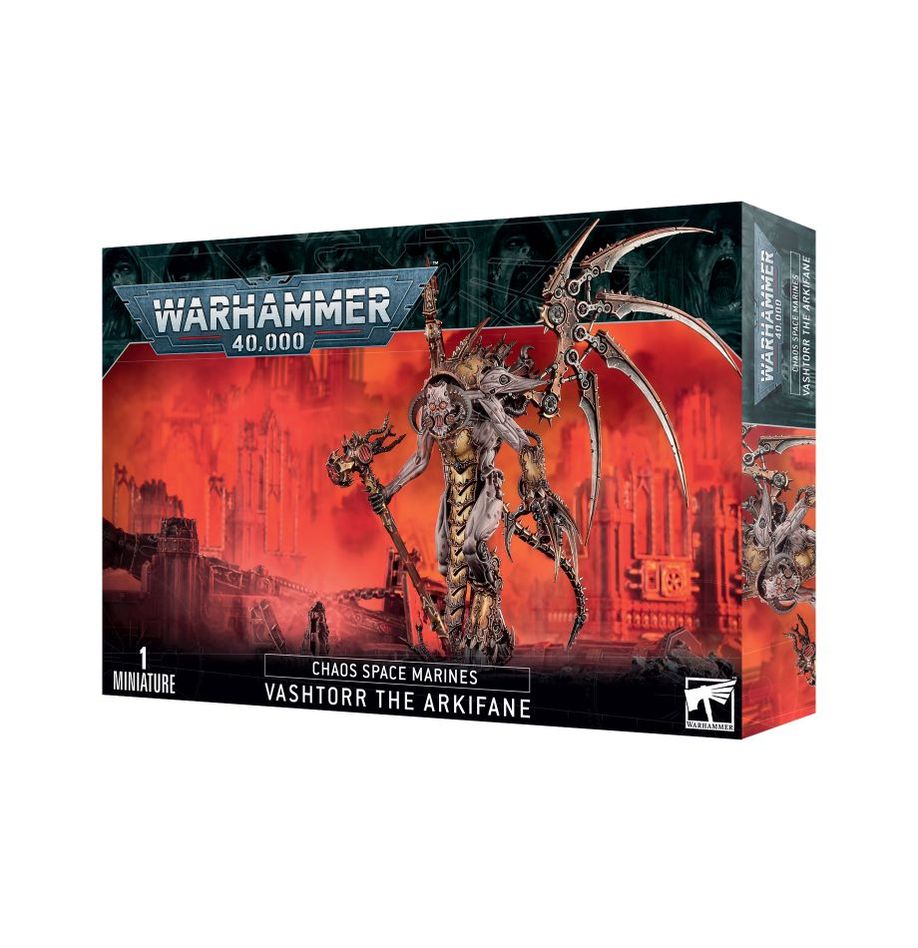 WARHAMMER
40,000
™
1
MINIATURE
CHAOS SPACE MARINES
VASHTORR THE ARKIFANE
WARHAMMER
WARHAMMER
40,000
CHAOS SPACE MARINES
VASHTORR THE ARKIFANE